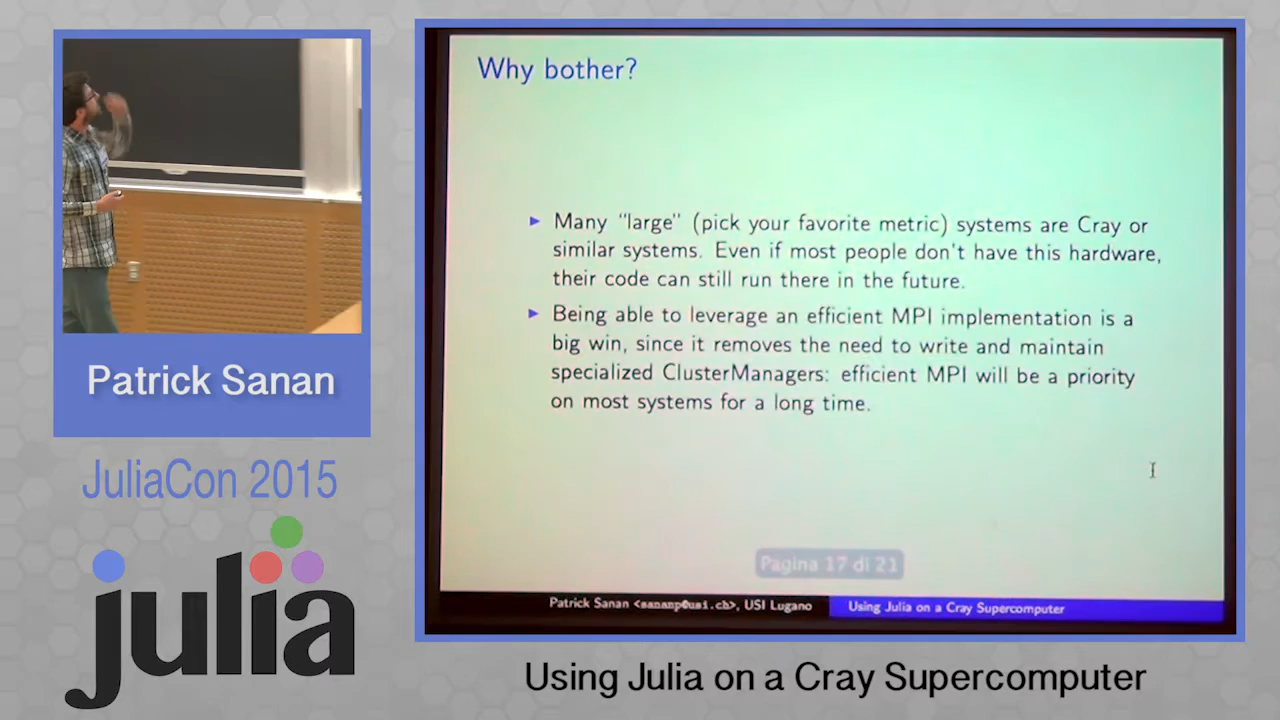 Why bother?
Many "large" (pick your favorite metric) systems are Cray or
similar systems. Even if most people don't have this hardware,
their code can still run there in the future.
Being able to leverage an efficient MPI implementation is a
big win, since it removes the need to write and maintain
specialized ClusterManagers: efficient MPI will be a priority
on most systems for a long time.
Pagina 17 di 21
Patrick Sanan <sananp@usi.ch>, USI Lugano
Using Julia on a Cray Supercomputer
Patrick Sanan
JuliaCon 2015
julia
Using Julia on a Cray Supercomputer